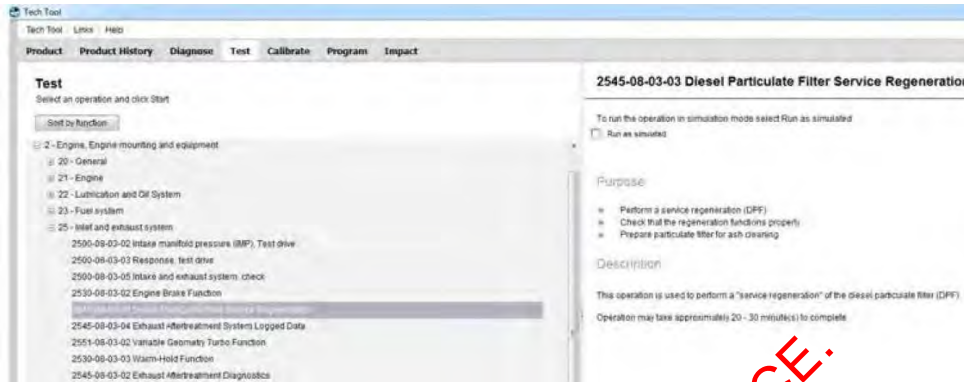 Tech Tool
Tech Tool Links Help
Product Product History Diagnose Test Calibrate Program Impact
Test
Select an operation and click Start
Sort by function
2 - Engine, Engine mounting and equipment
20 - General
21 - Engine
22 - Lubrication and Oil System
23 - Fuel system
25 - Inlet and exhaust system
2500-08-03-02 Intake manifold pressure (IMP), Test drive
2500-08-03-03 Response, test drive
2500-08-03-05 Intake and exhaust system, check
2530-08-03-02 Engine Brake Function
2545-08-03-04 Exhaust Aftertreatment System Logged Data
2551-08-03-02 Variable Geometry Turbo Function
2530-08-03-03 Warm-Hold Function
2545-08-03-02 Exhaust Aftertreatment Diagnostics
2545-08-03-03 Diesel Particulate Filter Service Regeneration
To run the operation in simulation mode select Run as simulated
Run as simulated
Purpose
Perform a service regeneration (DPF)
Check that the regeneration functions properly
Prepare particulate filter for ash cleaning
Description
This operation is used to perform a "service regeneration" of the diesel particulate filter (DPF)
Operation may take approximately 20 - 30 minute(s) to complete
CE.